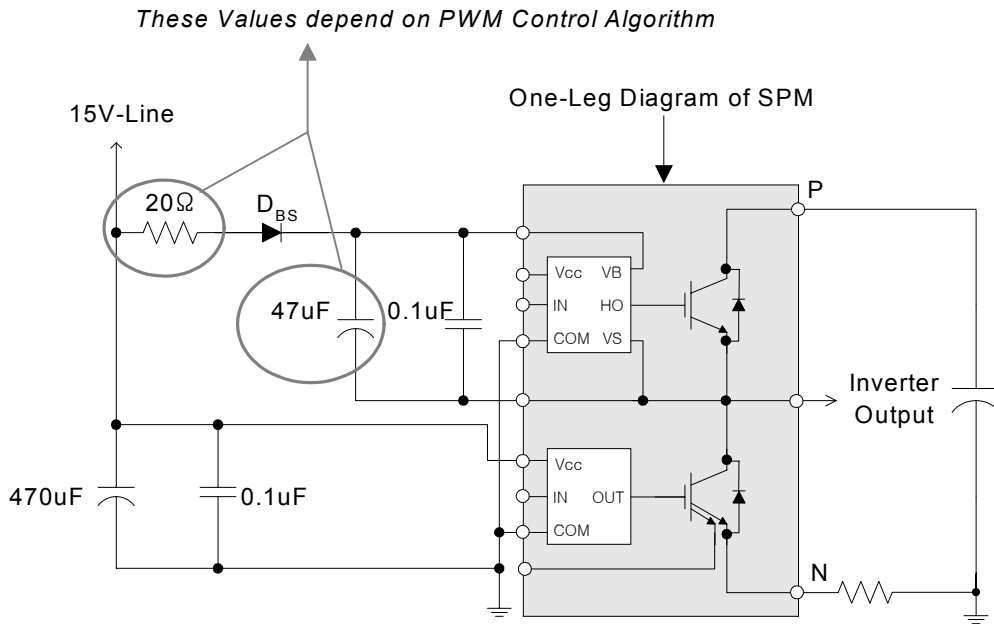 These Values depend on PWM Control Algorithm
One-Leg Diagram of SPM
15V-Line
P
20Ω
DBS
Vcc VB
IN HO
COM VS
47uF
0.1uF
Inverter
Output
Vcc
IN OUT
COM
470uF
0.1uF
N